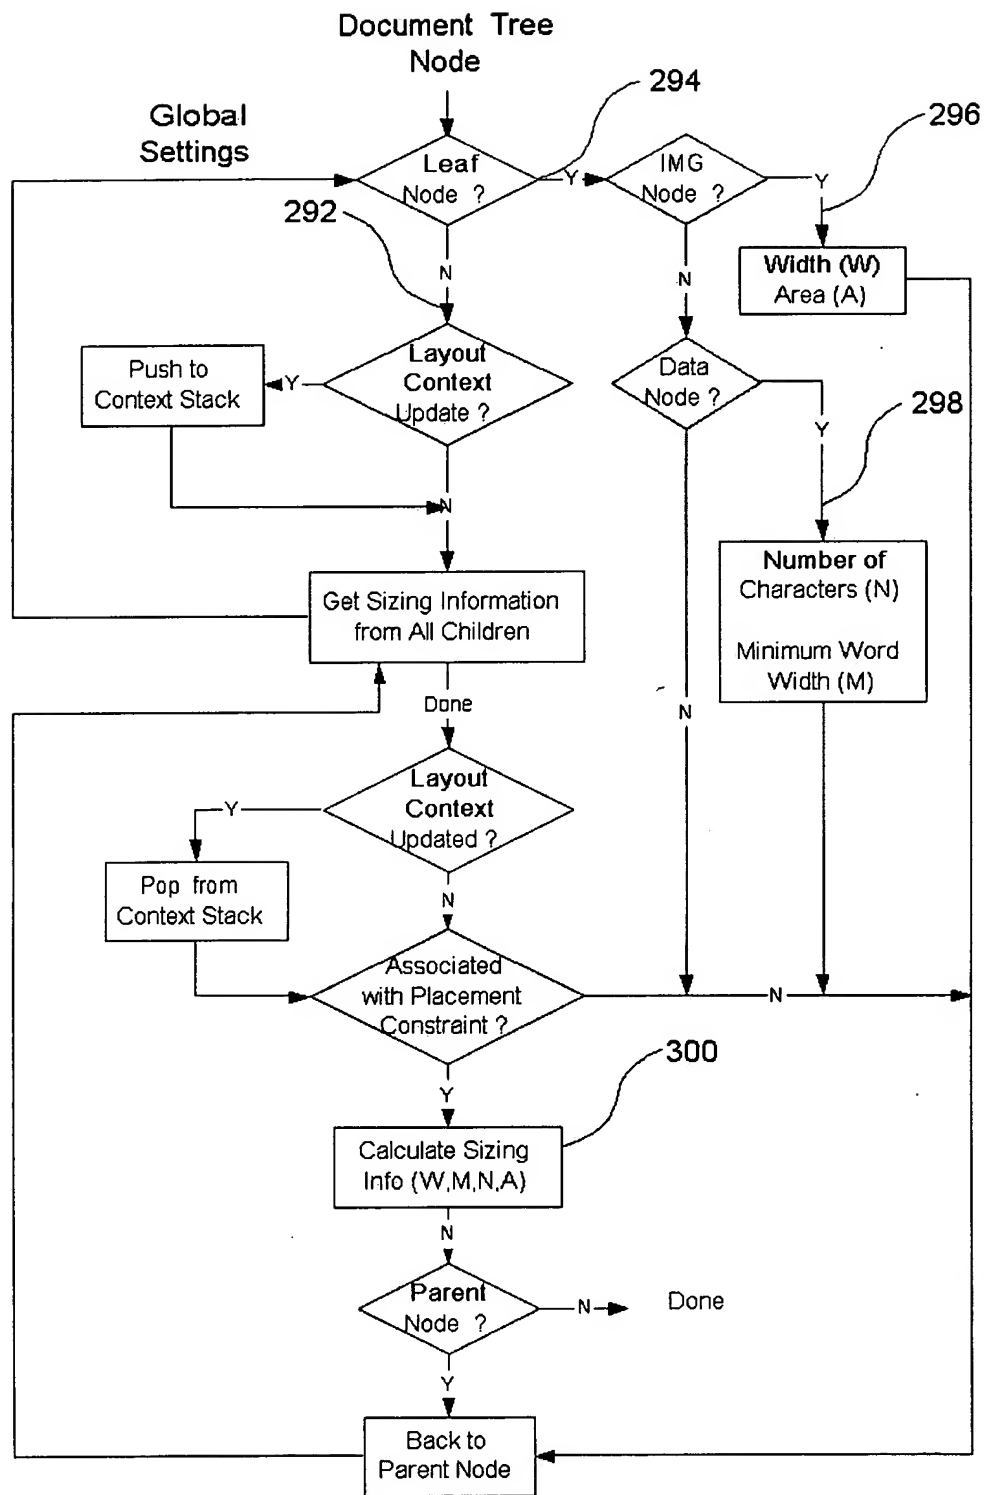 Document Tree
Node
294
Global
Settings
296
Leaf
Node ?
Y
IMG
Node ?
Y
292
N
N
Width (W)
Area (A)
Push to
Context Stack
Y
Layout
Context
Update ?
Data
Node ?
Y
298
N
Number of
Characters (N)
Minimum Word
Width (M)
Get Sizing Information
from All Children
Done
N
Layout
Context
Updated ?
Y
Pop from
Context Stack
N
Associated
with Placement
Constraint ?
N
300
Y
Calculate Sizing
Info (W,M,N,A)
N
Parent
Node ?
N
Done
Y
Back to
Parent Node